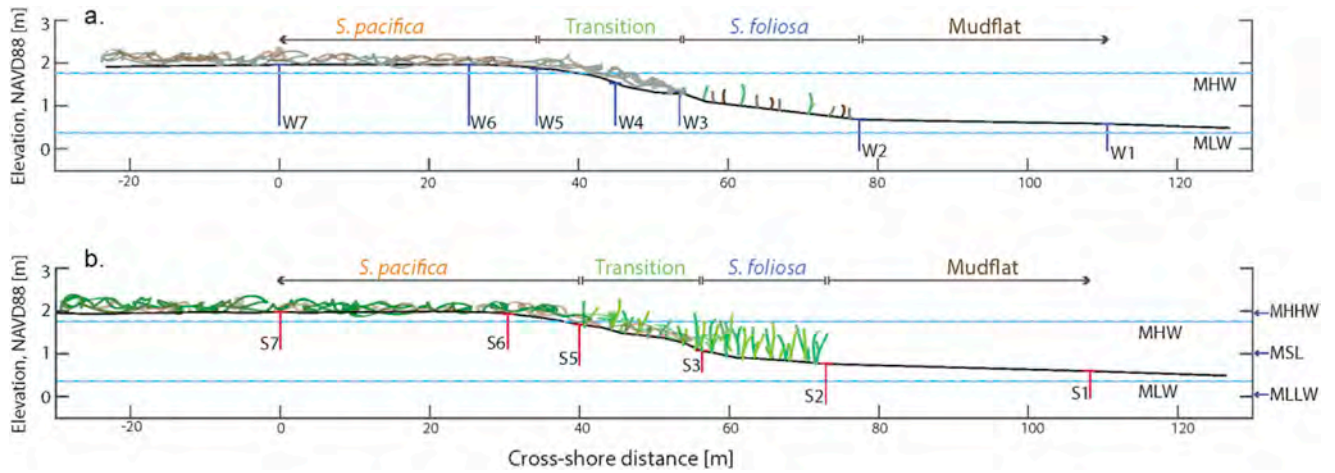 a.
S. pacifica Transition S. foliosa Mudflat
Elevation, NAVD88 [m]
3
2
1
0
MHW
MLW
W7 W6 W5 W4 W3 W2 W1
-20 0 20 40 60 80 100 120
b.
S. pacifica Transition S. foliosa Mudflat
Elevation, NAVD88 [m]
3
2
1
0
MHHW
MHW
MSL
MLW
MLLW
S7 S6 S5 S3 S2 S1
-20 0 20 40 60 80 100 120
Cross-shore distance [m]